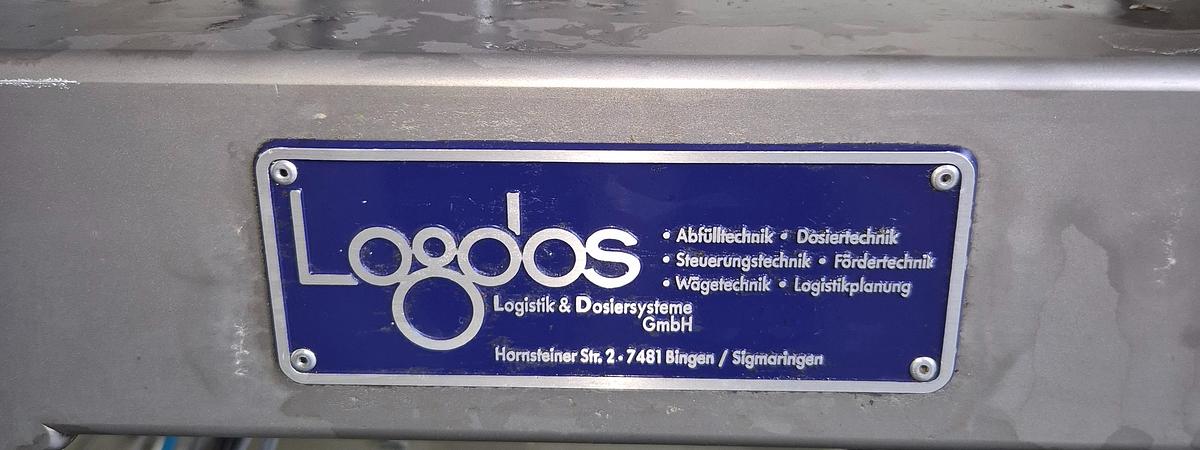 Logdos
• Abfülltechnik • Dosiertechnik
• Steuerungstechnik • Fördertechnik
• Wägetechnik • Logistikplanung
Logistik & Dosiersysteme
GmbH
Hornsteiner Str. 2 • 7481 Bingen / Sigmaringen